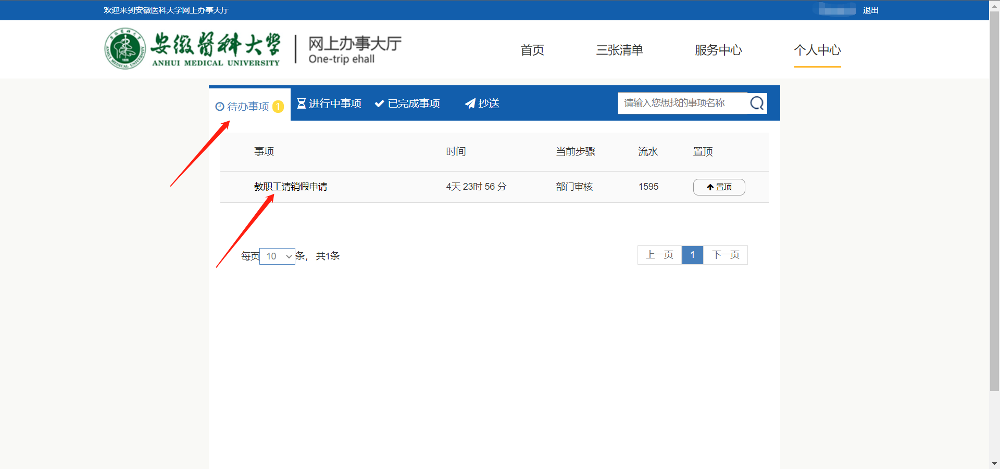 欢迎来到安徽医科大学网上办事大厅
退出
安徽医科大学
ANHUI MEDICAL UNIVERSITY
网上办事大厅
One-trip ehall
首页
三张清单
服务中心
个人中心
待办事项 1
进行中事项
已完成事项
抄送
请输入您想找的事项名称
事项 时间 当前步骤 流水 置顶
教职工请销假申请 4天 23时 56 分 部门审核 1595 置顶
每页 10 条, 共1条
上一页 1 下一页